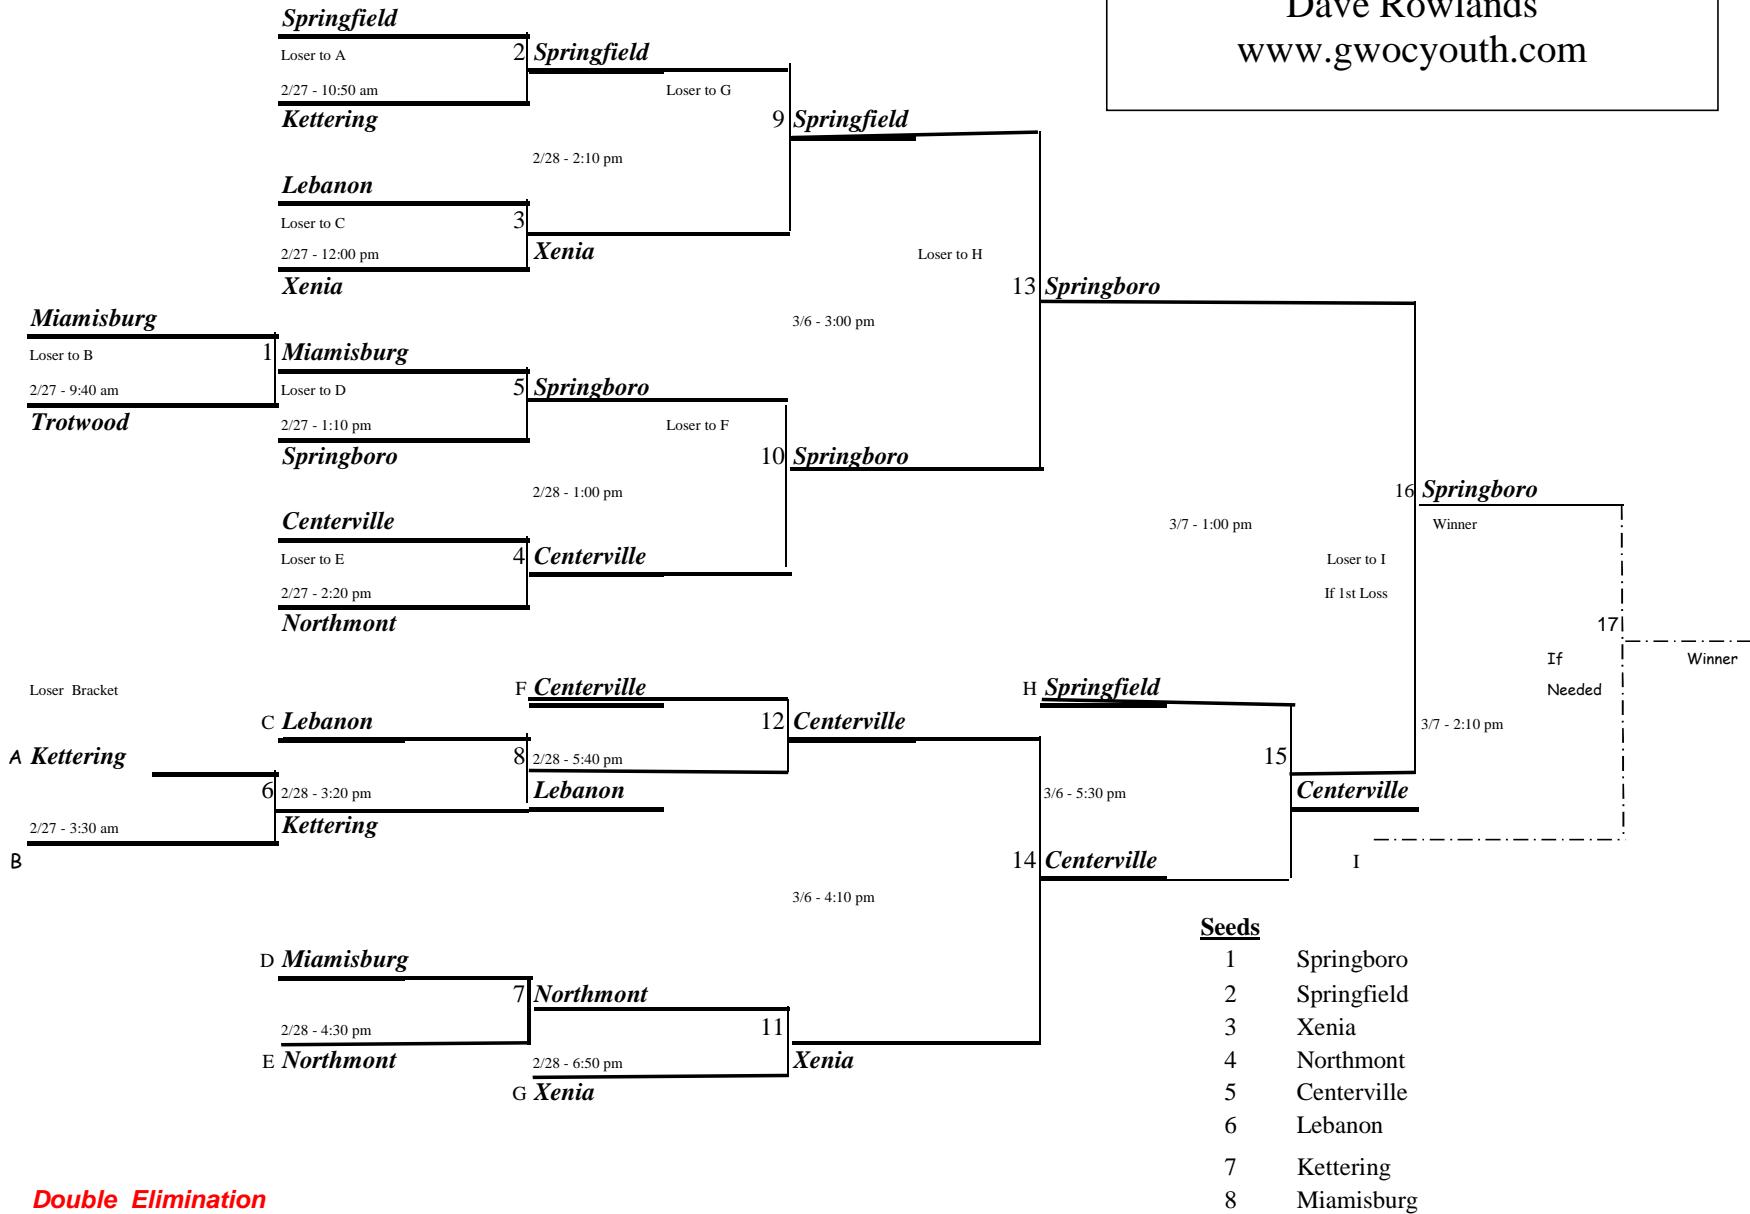 Dave Rowlands
www.gwocyouth.com
Springfield
Loser to A
2 Springfield
2/27 - 10:50 am
Loser to G
Kettering
9 Springfield
2/28 - 2:10 pm
Lebanon
Loser to C
3
2/27 - 12:00 pm
Xenia
Loser to H
Xenia
13 Springboro
Miamisburg
3/6 - 3:00 pm
Loser to B
1 Miamisburg
2/27 - 9:40 am
Loser to D
5 Springboro
Trotwood
2/27 - 1:10 pm
Loser to F
Springboro
10 Springboro
2/28 - 1:00 pm
16 Springboro
Centerville
3/7 - 1:00 pm
Winner
Loser to E
4 Centerville
Loser to I
2/27 - 2:20 pm
If 1st Loss
Northmont
17
If
Winner
Needed
Loser Bracket
F Centerville
H Springfield
C Lebanon
12 Centerville
3/7 - 2:10 pm
A Kettering
8 2/28 - 5:40 pm
15
6 2/28 - 3:20 pm
Lebanon
3/6 - 5:30 pm
Centerville
2/27 - 3:30 am
Kettering
B
14 Centerville
I
3/6 - 4:10 pm
Seeds
D Miamisburg
1 Springboro
7 Northmont
2 Springfield
2/28 - 4:30 pm
11
3 Xenia
E Northmont
2/28 - 6:50 pm
Xenia
4 Northmont
G Xenia
5 Centerville
6 Lebanon
7 Kettering
Double Elimination
8 Miamisburg